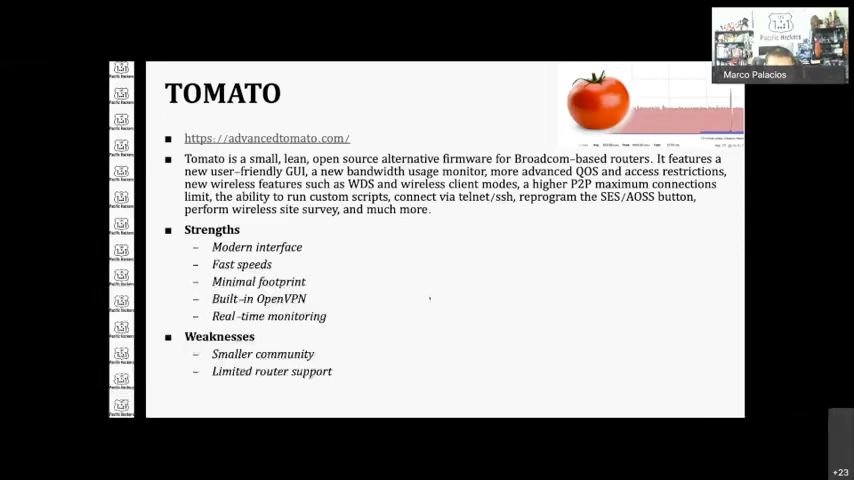 Pacific Hackers
Marco Palacios
TOMATO
https://advancedtomato.com/
Tomato is a small, lean, open source alternative firmware for Broadcom-based routers. It features a
new user-friendly GUI, a new bandwidth usage monitor, more advanced QOS and access restrictions,
new wireless features such as WDS and wireless client modes, a higher P2P maximum connections
limit, the ability to run custom scripts, connect via telnet/ssh, reprogram the SES/AOSS button,
perform wireless site survey, and much more.
Strengths
– Modern interface
– Fast speeds
– Minimal footprint
– Built-in OpenVPN
– Real-time monitoring
Weaknesses
– Smaller community
– Limited router support
+23